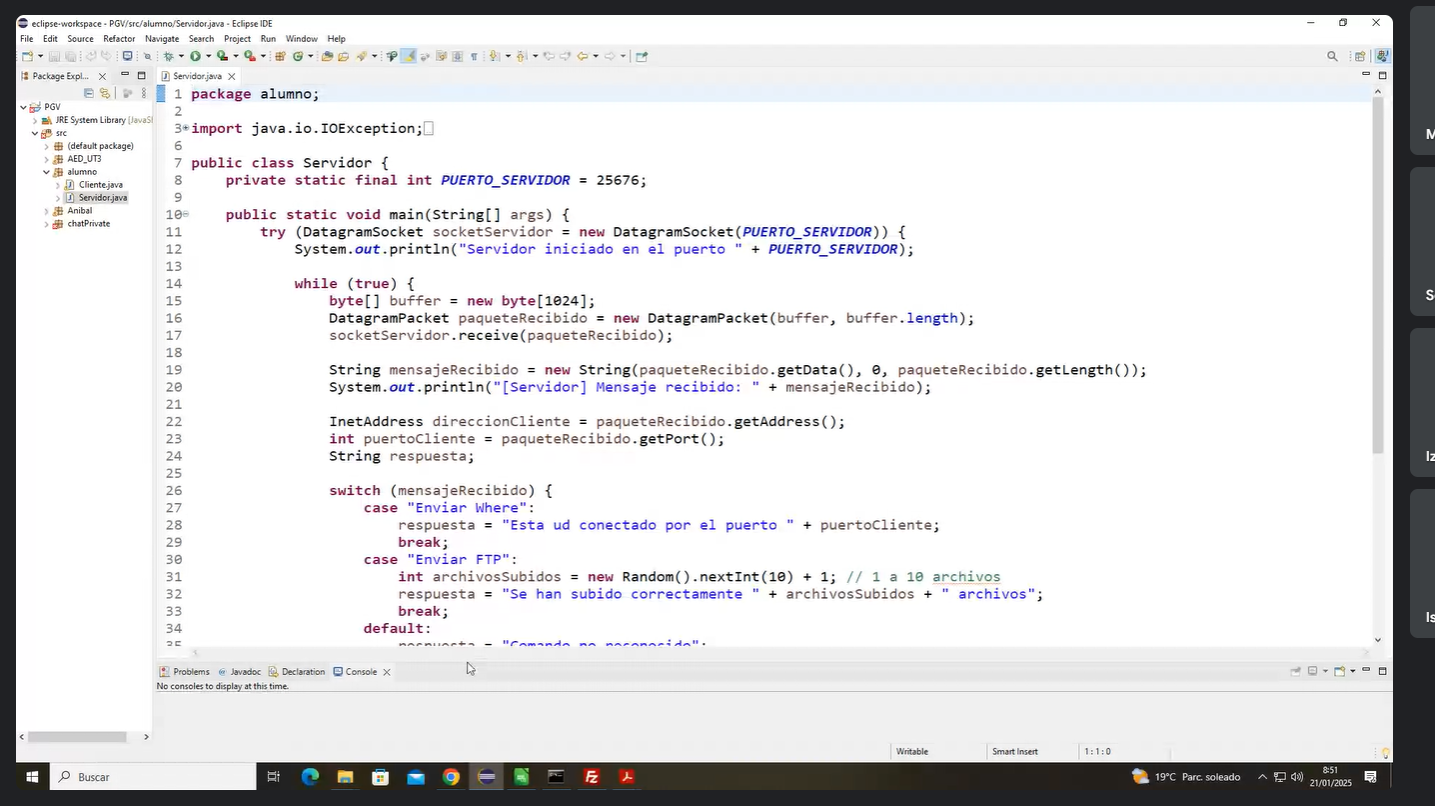 eclipse-workspace - PGV/src/alumno/Servidor.java - Eclipse IDE
File Edit Source Refactor Navigate Search Project Run Window Help
Package Expl...
Servidor.java
PGV
JRE System Library [JavaS
src
(default package)
AED_UT3
alumno
Cliente.java
Servidor.java
Anibal
chatPrivate
1 package alumno;
2
3 import java.io.IOException;
6
7 public class Servidor {
8 private static final int PUERTO_SERVIDOR = 25676;
9
10 public static void main(String[] args) {
11 try (DatagramSocket socketServidor = new DatagramSocket(PUERTO_SERVIDOR)) {
12 System.out.println("Servidor iniciado en el puerto " + PUERTO_SERVIDOR);
13
14 while (true) {
15 byte[] buffer = new byte[1024];
16 DatagramPacket paqueteRecibido = new DatagramPacket(buffer, buffer.length);
17 socketServidor.receive(paqueteRecibido);
18
19 String mensajeRecibido = new String(paqueteRecibido.getData(), 0, paqueteRecibido.getLength());
20 System.out.println("[Servidor] Mensaje recibido: " + mensajeRecibido);
21
22 InetAddress direccionCliente = paqueteRecibido.getAddress();
23 int puertoCliente = paqueteRecibido.getPort();
24 String respuesta;
25
26 switch (mensajeRecibido) {
27 case "Enviar Where":
28 respuesta = "Esta ud conectado por el puerto " + puertoCliente;
29 break;
30 case "Enviar FTP":
31 int archivosSubidos = new Random().nextInt(10) + 1; // 1 a 10 archivos
32 respuesta = "Se han subido correctamente " + archivosSubidos + " archivos";
33 break;
34 default:
35 respuesta = "Comando no reconocido";
Problems Javadoc Declaration Console
No consoles to display at this time.
Writable Smart Insert 1 : 1 : 0
Buscar
19°C Parc. soleado
8:51
21/01/2025
M
Iz
Is